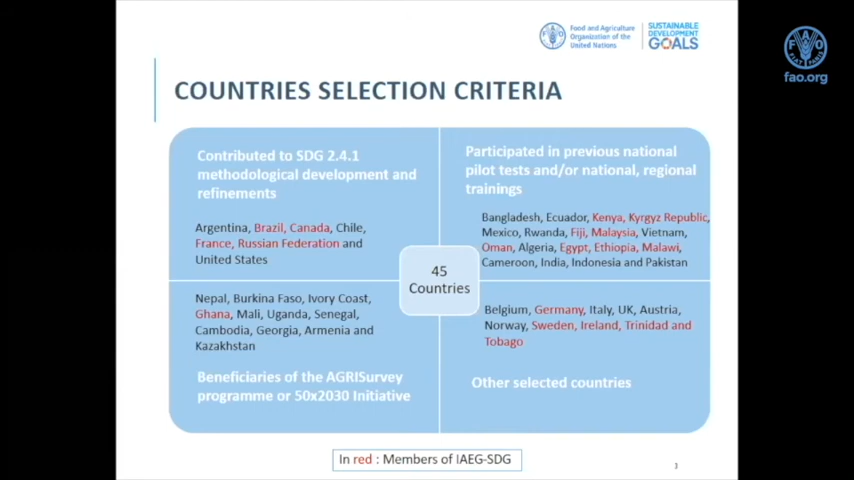 Food and Agriculture
Organization of the
United Nations
SUSTAINABLE
DEVELOPMENT
GOALS
FAO
FIAT PANIS
fao.org
COUNTRIES SELECTION CRITERIA
Contributed to SDG 2.4.1
methodological development and
refinements
Argentina, Brazil, Canada, Chile,
France, Russian Federation and
United States
Participated in previous national
pilot tests and/or national, regional
trainings
Bangladesh, Ecuador, Kenya, Kyrgyz Republic,
Mexico, Rwanda, Fiji, Malaysia, Vietnam,
Oman, Algeria, Egypt, Ethiopia, Malawi,
Cameroon, India, Indonesia and Pakistan
45
Countries
Nepal, Burkina Faso, Ivory Coast,
Ghana, Mali, Uganda, Senegal,
Cambodia, Georgia, Armenia and
Kazakhstan
Beneficiaries of the AGRISurvey
programme or 50x2030 Initiative
Belgium, Germany, Italy, UK, Austria,
Norway, Sweden, Ireland, Trinidad and
Tobago
Other selected countries
In red : Members of IAEG-SDG
3